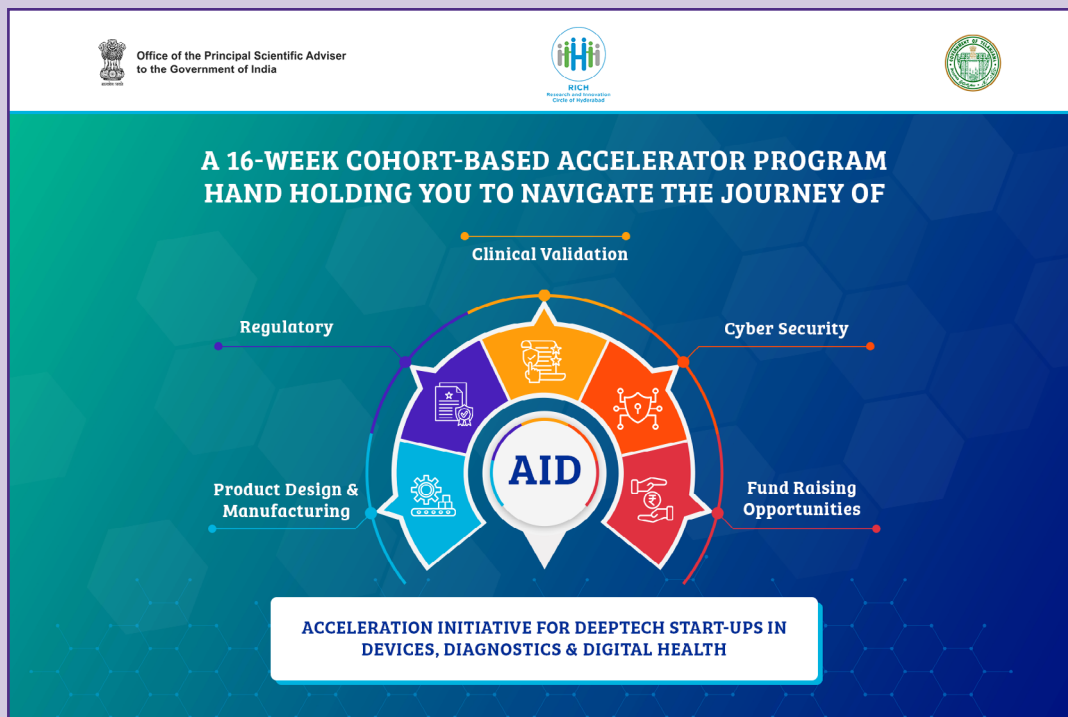 Office of the Principal Scientific Adviser
to the Government of India
RICH
Research and Innovation
Circle of Hyderabad
A 16-WEEK COHORT-BASED ACCELERATOR PROGRAM
HAND HOLDING YOU TO NAVIGATE THE JOURNEY OF
Clinical Validation
Regulatory
Cyber Security
AID
Product Design &
Manufacturing
Fund Raising
Opportunities
ACCELERATION INITIATIVE FOR DEEPTECH START-UPS IN
DEVICES, DIAGNOSTICS & DIGITAL HEALTH